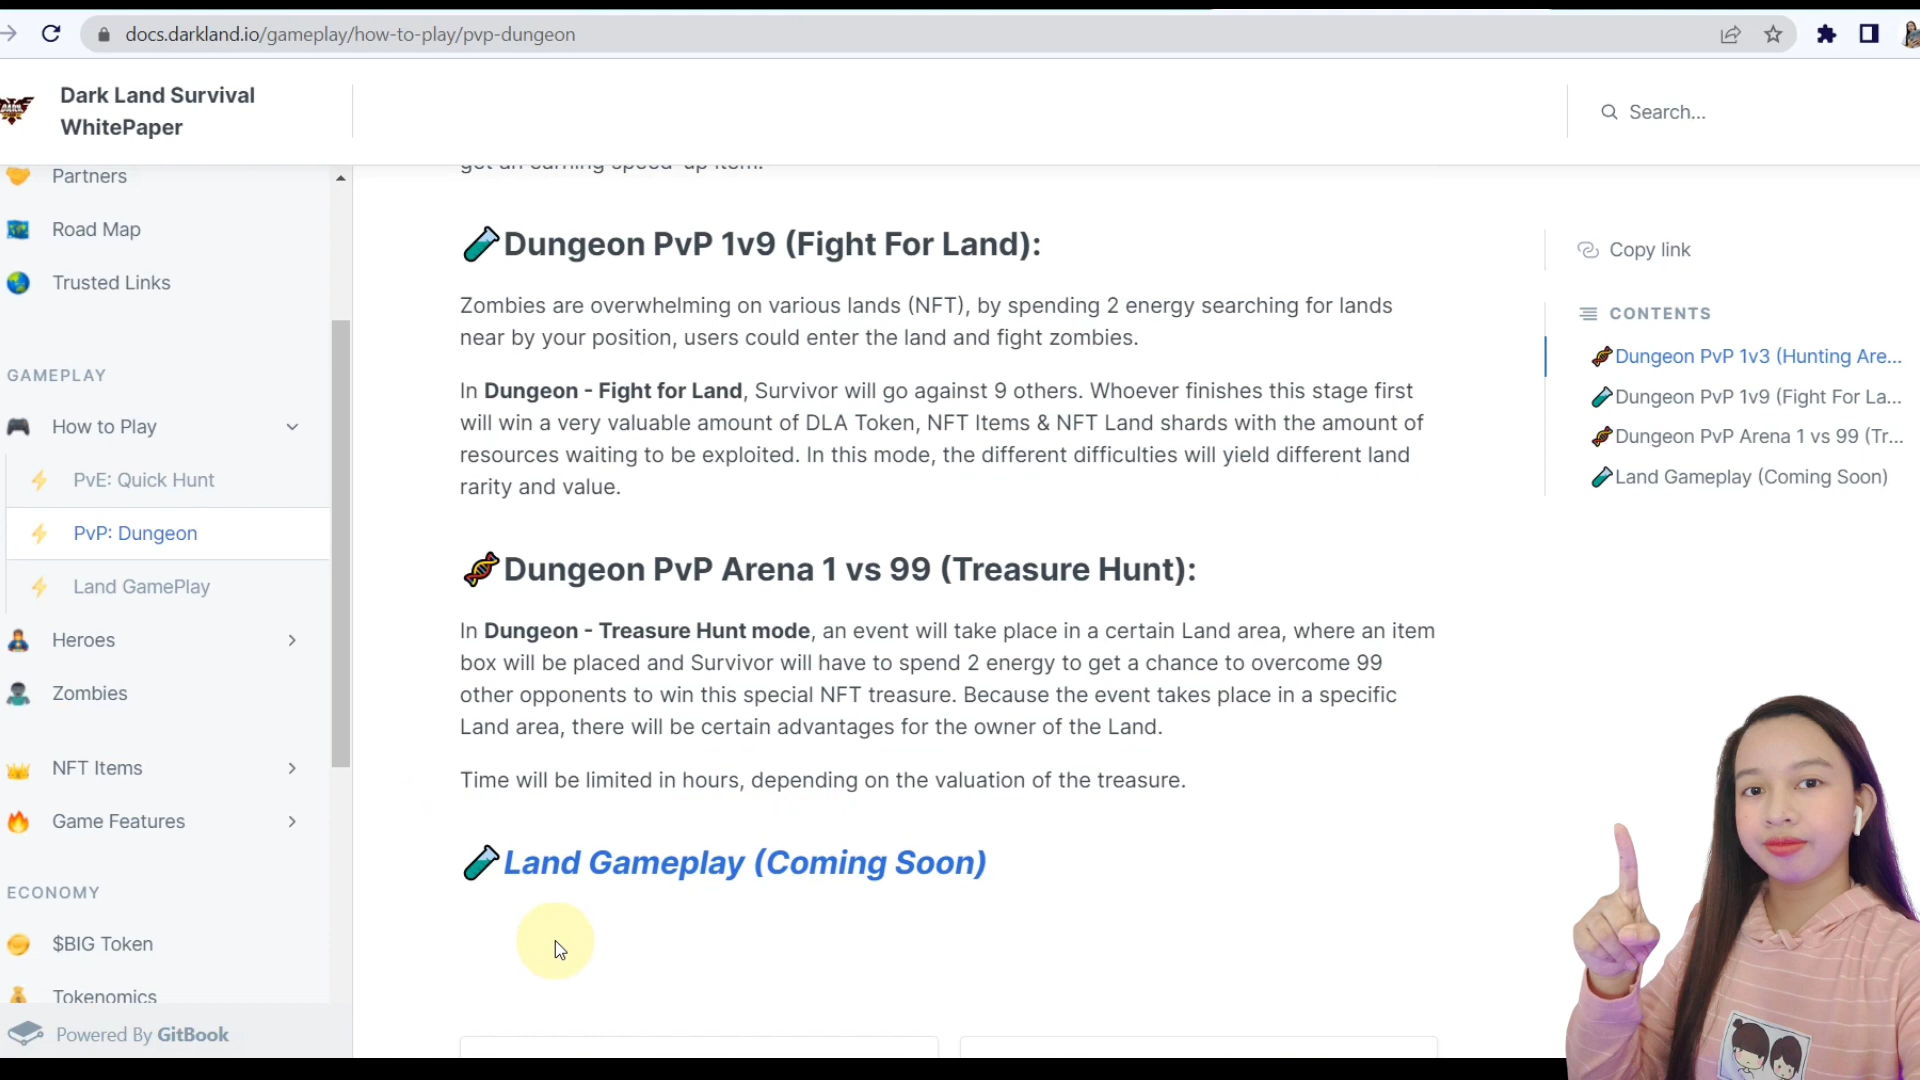 docs.darkland.io/gameplay/how-to-play/pvp-dungeon
Dark Land Survival
WhitePaper
Search...
Partners
Road Map
Trusted Links
GAMEPLAY
How to Play
PvE: Quick Hunt
PvP: Dungeon
Land GamePlay
Heroes
Zombies
NFT Items
Game Features
ECONOMY
$BIG Token
Tokenomics
Powered By GitBook
get an earning speed-up item.
Dungeon PvP 1v9 (Fight For Land):
Zombies are overwhelming on various lands (NFT), by spending 2 energy searching for lands
near by your position, users could enter the land and fight zombies.
In Dungeon - Fight for Land, Survivor will go against 9 others. Whoever finishes this stage first
will win a very valuable amount of DLA Token, NFT Items & NFT Land shards with the amount of
resources waiting to be exploited. In this mode, the different difficulties will yield different land
rarity and value.
Dungeon PvP Arena 1 vs 99 (Treasure Hunt):
In Dungeon - Treasure Hunt mode, an event will take place in a certain Land area, where an item
box will be placed and Survivor will have to spend 2 energy to get a chance to overcome 99
other opponents to win this special NFT treasure. Because the event takes place in a specific
Land area, there will be certain advantages for the owner of the Land.
Time will be limited in hours, depending on the valuation of the treasure.
Land Gameplay (Coming Soon)
Copy link
CONTENTS
Dungeon PvP 1v3 (Hunting Are...
Dungeon PvP 1v9 (Fight For La...
Dungeon PvP Arena 1 vs 99 (Tr...
Land Gameplay (Coming Soon)